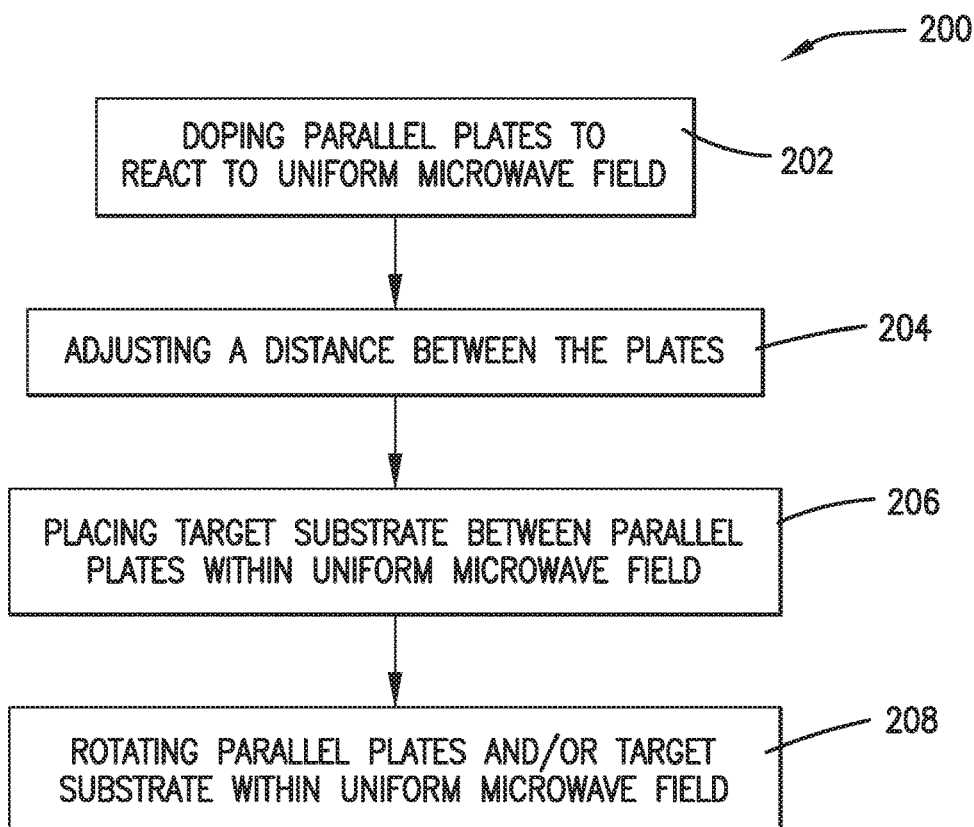 200
DOPING PARALLEL PLATES TO
REACT TO UNIFORM MICROWAVE FIELD
202
ADJUSTING A DISTANCE BETWEEN THE PLATES
204
PLACING TARGET SUBSTRATE BETWEEN PARALLEL
PLATES WITHIN UNIFORM MICROWAVE FIELD
206
ROTATING PARALLEL PLATES AND/OR TARGET
SUBSTRATE WITHIN UNIFORM MICROWAVE FIELD
208